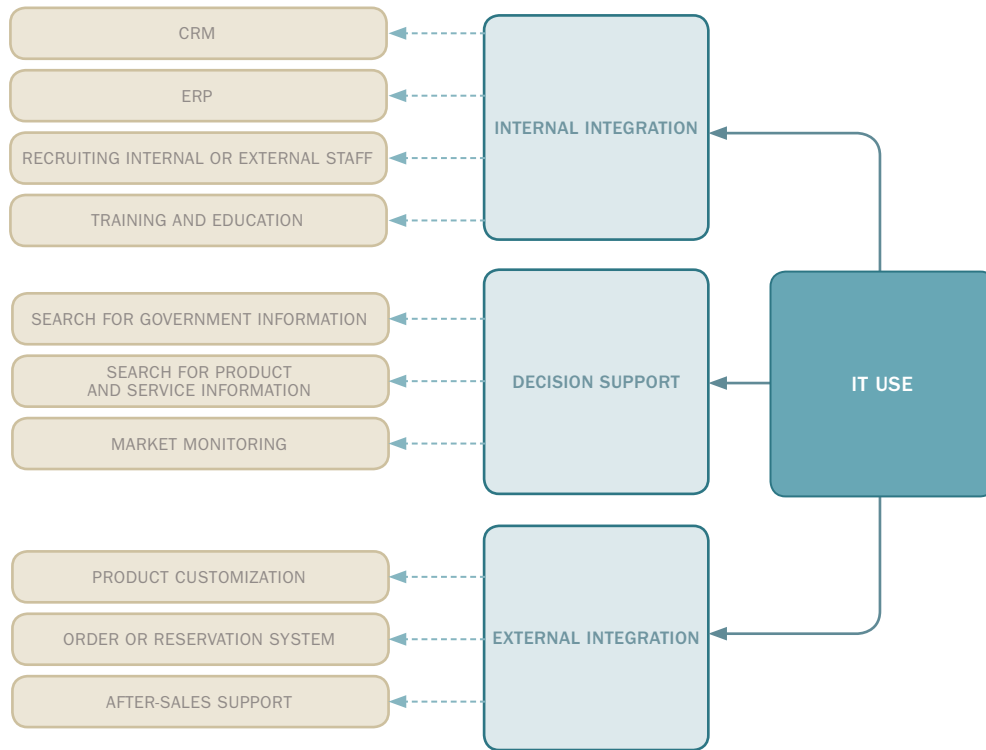 CRM
ERP
RECRUITING INTERNAL OR EXTERNAL STAFF
TRAINING AND EDUCATION
INTERNAL INTEGRATION
SEARCH FOR GOVERNMENT INFORMATION
SEARCH FOR PRODUCT
AND SERVICE INFORMATION
MARKET MONITORING
DECISION SUPPORT
IT USE
PRODUCT CUSTOMIZATION
ORDER OR RESERVATION SYSTEM
AFTER-SALES SUPPORT
EXTERNAL INTEGRATION